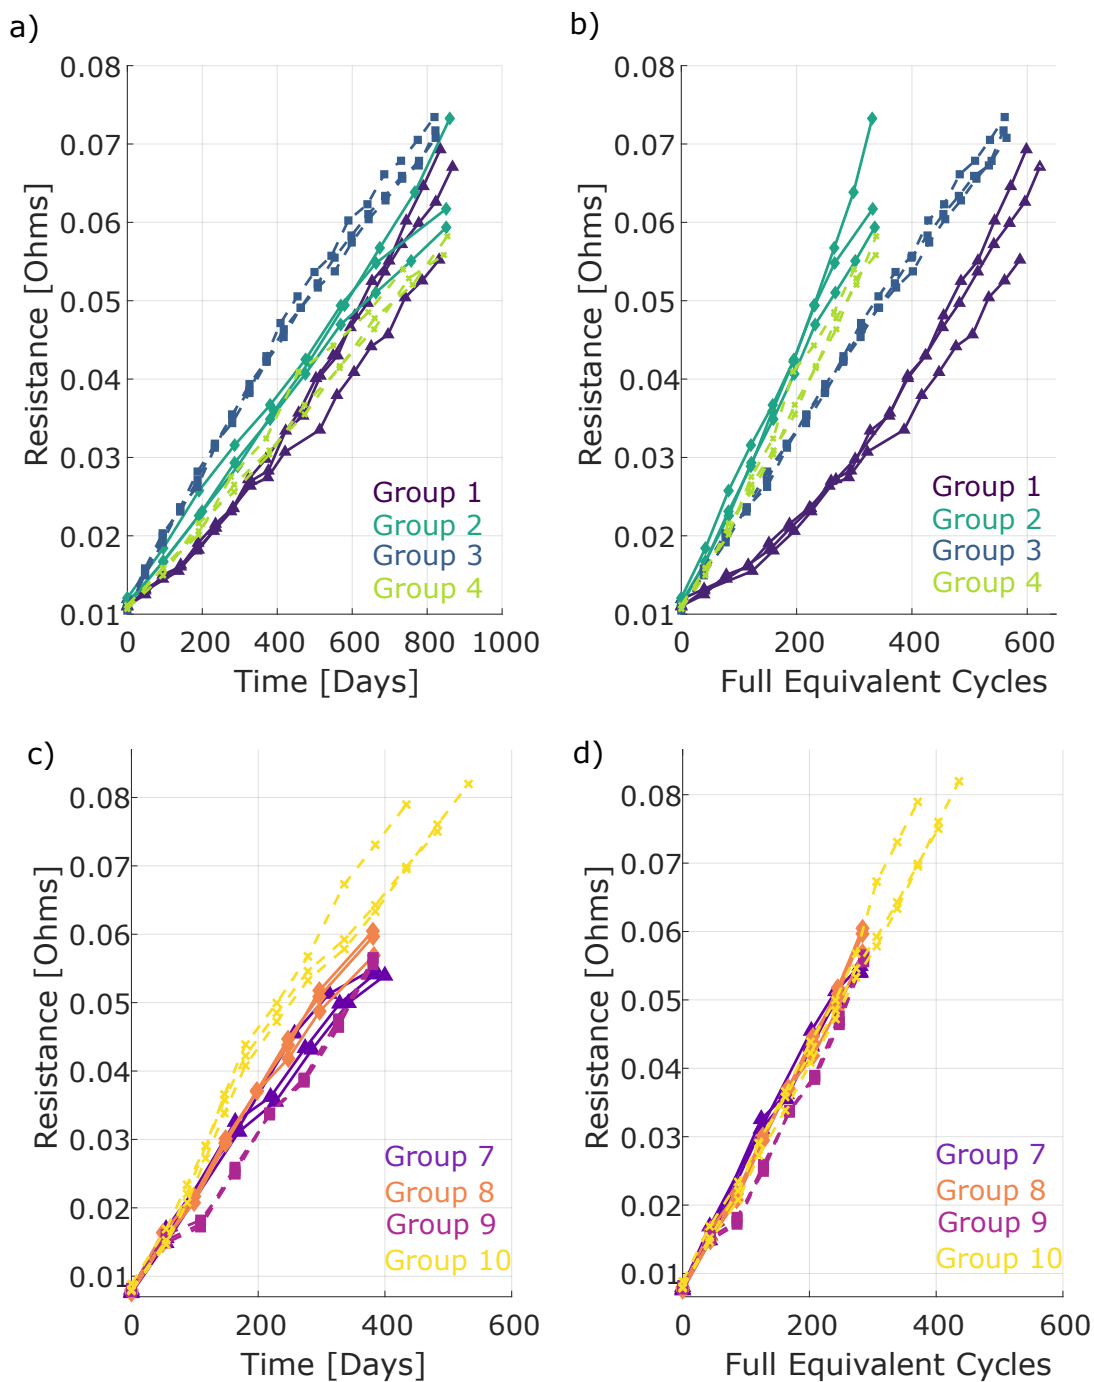 a)
0.08
0.07
0.06
0.05
0.04
0.03
0.02
0.01
Resistance [Ohms]
0
200
400
600
800
1000
Time [Days]
Group 1
Group 2
Group 3
Group 4
b)
0.08
0.07
0.06
0.05
0.04
0.03
0.02
0.01
Resistance [Ohms]
0
200
400
600
Full Equivalent Cycles
Group 1
Group 2
Group 3
Group 4
c)
0.08
0.07
0.06
0.05
0.04
0.03
0.02
0.01
Resistance [Ohms]
0
200
400
600
Time [Days]
Group 7
Group 8
Group 9
Group 10
d)
0.08
0.07
0.06
0.05
0.04
0.03
0.02
0.01
Resistance [Ohms]
0
200
400
600
Full Equivalent Cycles
Group 7
Group 8
Group 9
Group 10